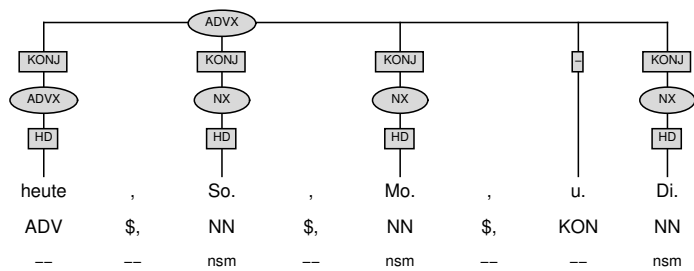 ADVX
KONJ KONJ KONJ – KONJ
ADVX NX NX NX
HD HD HD HD
heute , So. , Mo. , u. Di.
ADV $, NN $, NN $, KON NN
−− −− nsm −− nsm −− −− nsm